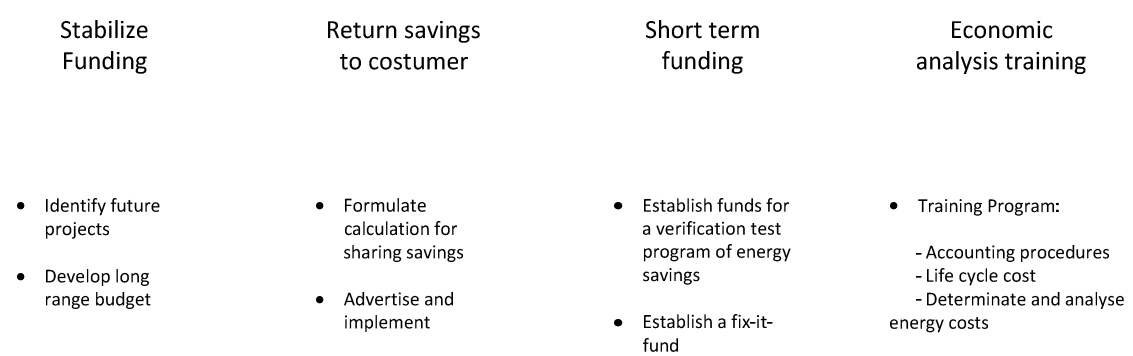 Stabilize
Funding
Return savings
to costumer
Short term
funding
Economic
analysis training
• Identify future
projects
• Develop long
range budget
• Formulate
calculation for
sharing savings
• Advertise and
implement
• Establish funds for
a verification test
program of energy
savings
• Establish a fix-it-
fund
• Training Program:
- Accounting procedures
- Life cycle cost
- Determinate and analyse
energy costs